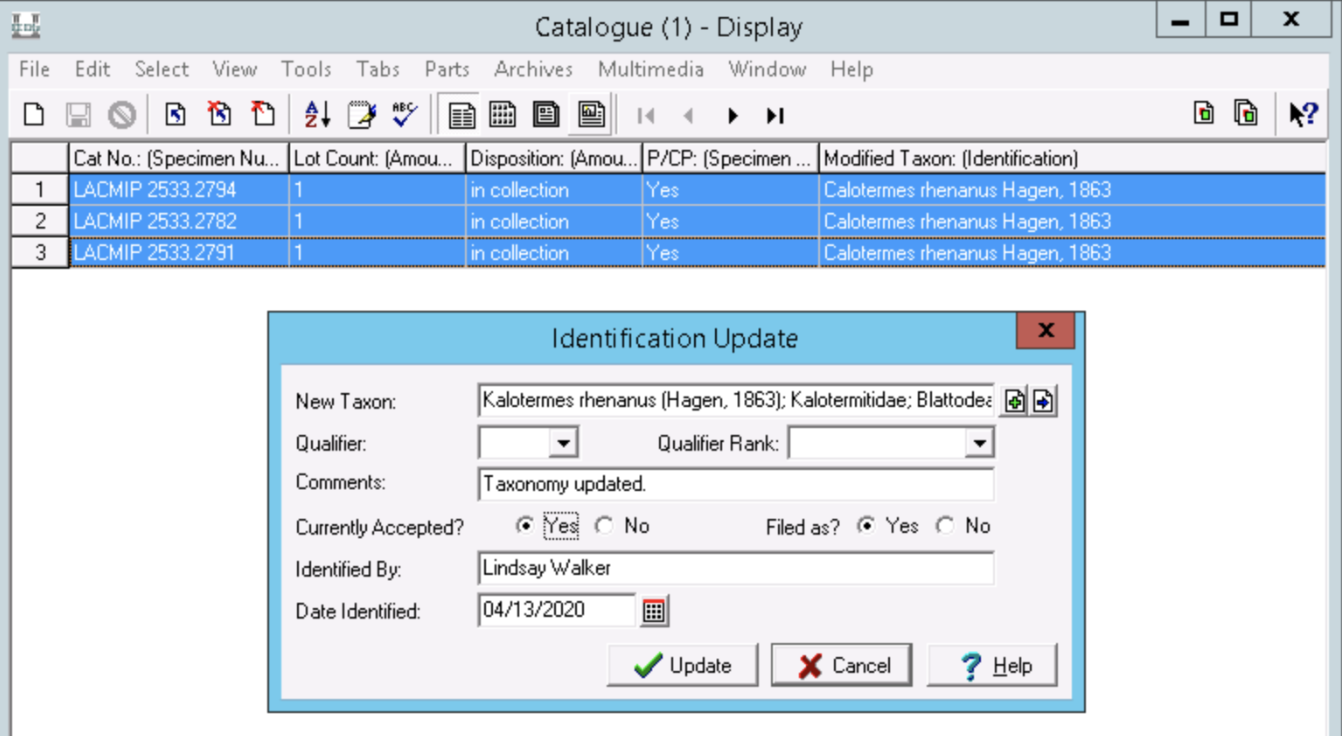 Catalogue (1) - Display
File Edit Select View Tools Tabs Parts Archives Multimedia Window Help
Cat No.: (Specimen Nu... Lot Count: (Amou... Disposition: (Amou... P/CP: (Specimen ... Modified Taxon: (Identification)
1 LACMIP 2533.2794 1 in collection Yes Calotermes rhenanus Hagen, 1863
2 LACMIP 2533.2782 1 in collection Yes Calotermes rhenanus Hagen, 1863
3 LACMIP 2533.2791 1 in collection Yes Calotermes rhenanus Hagen, 1863
Identification Update
New Taxon: Kalotermes rhenanus (Hagen, 1863); Kalotermitidae; Blattodea
Qualifier: Qualifier Rank:
Comments: Taxonomy updated.
Currently Accepted? Yes No Filed as? Yes No
Identified By: Lindsay Walker
Date Identified: 04/13/2020
Update Cancel Help